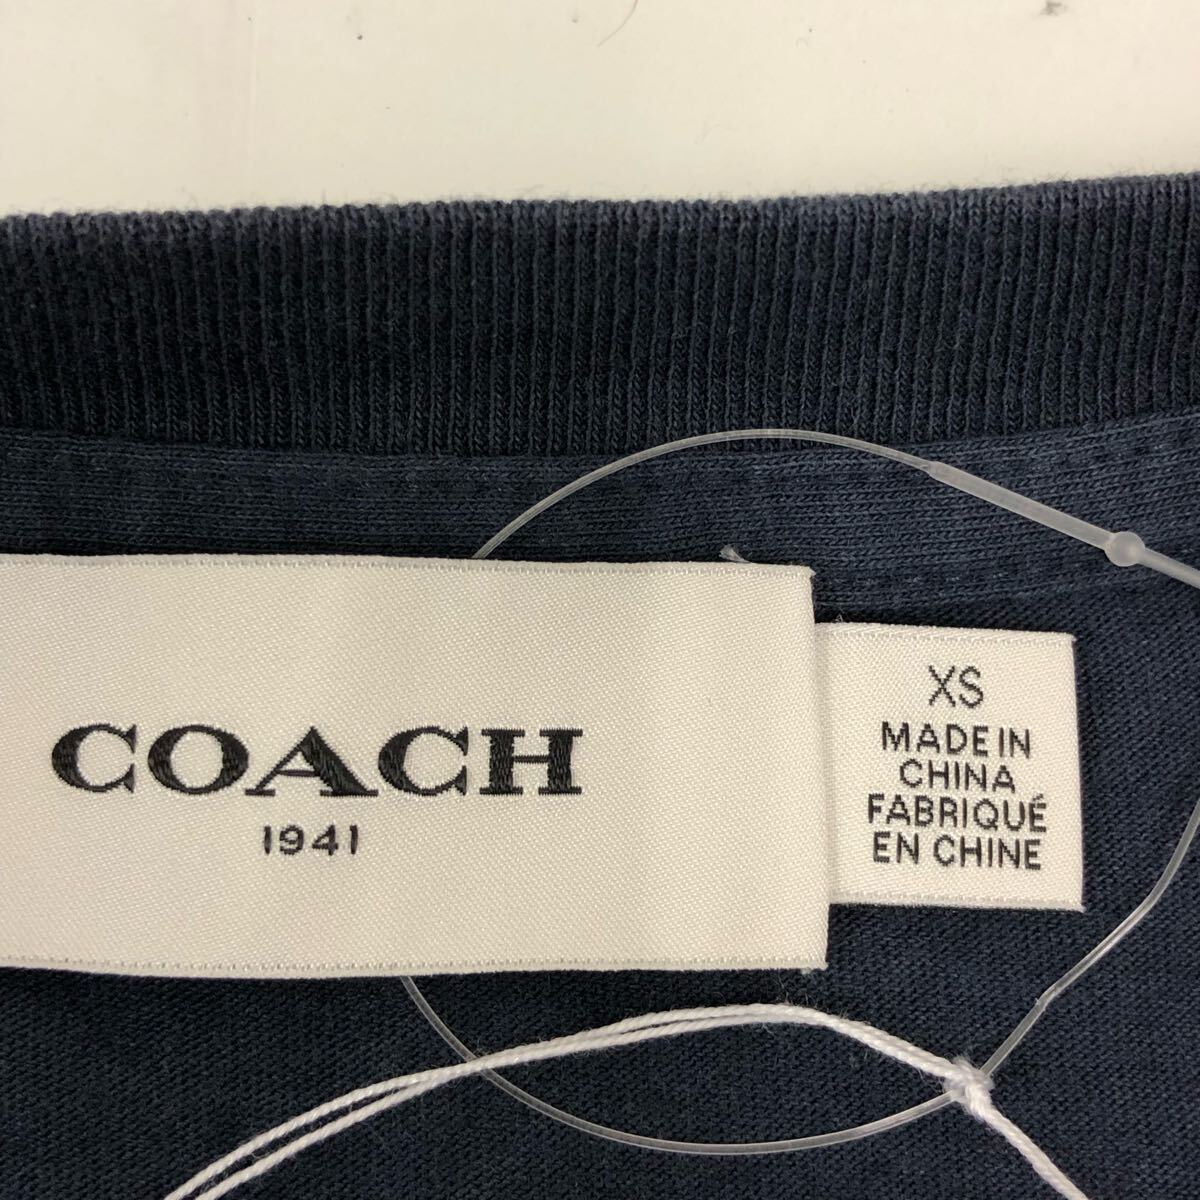 COACH
1941
XS
MADE IN
CHINA
FABRIQUÉ
EN CHINE